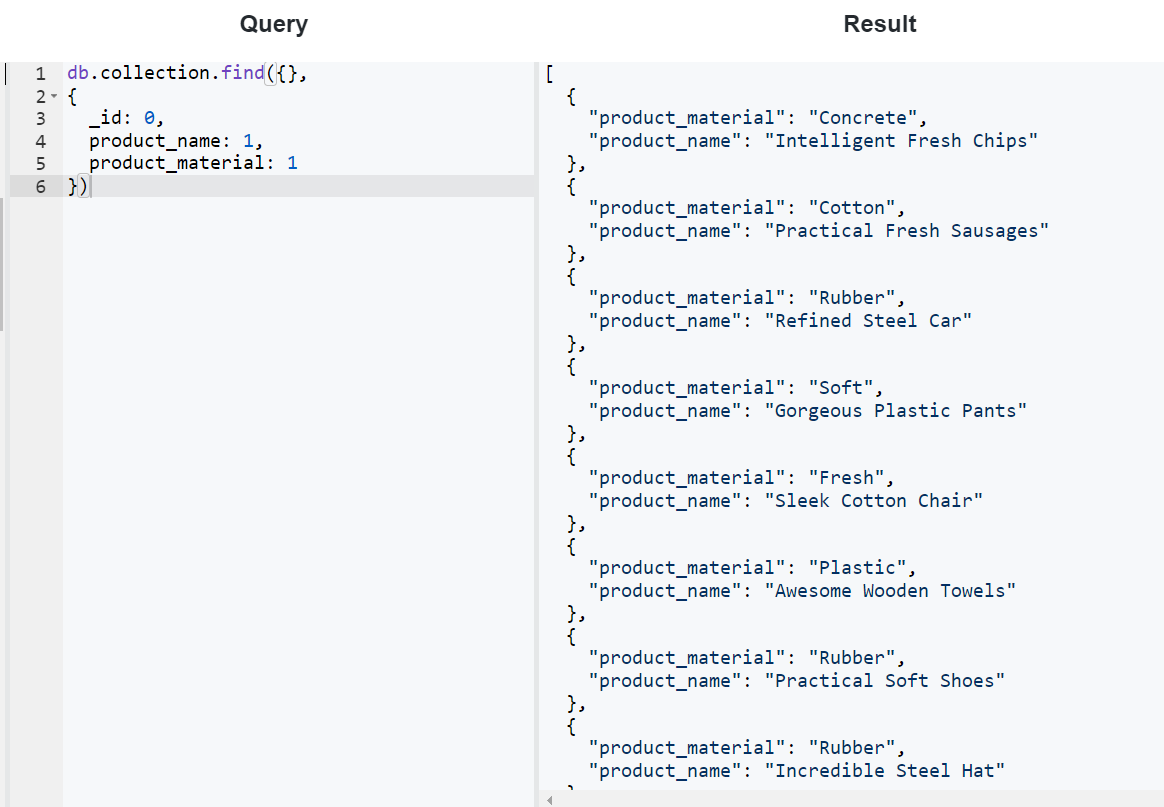 Query
1 db.collection.find({},
2 {
3   _id: 0,
4   product_name: 1,
5   product_material: 1
6 })
Result
[
  {
    "product_material": "Concrete",
    "product_name": "Intelligent Fresh Chips"
  },
  {
    "product_material": "Cotton",
    "product_name": "Practical Fresh Sausages"
  },
  {
    "product_material": "Rubber",
    "product_name": "Refined Steel Car"
  },
  {
    "product_material": "Soft",
    "product_name": "Gorgeous Plastic Pants"
  },
  {
    "product_material": "Fresh",
    "product_name": "Sleek Cotton Chair"
  },
  {
    "product_material": "Plastic",
    "product_name": "Awesome Wooden Towels"
  },
  {
    "product_material": "Rubber",
    "product_name": "Practical Soft Shoes"
  },
  {
    "product_material": "Rubber",
    "product_name": "Incredible Steel Hat"